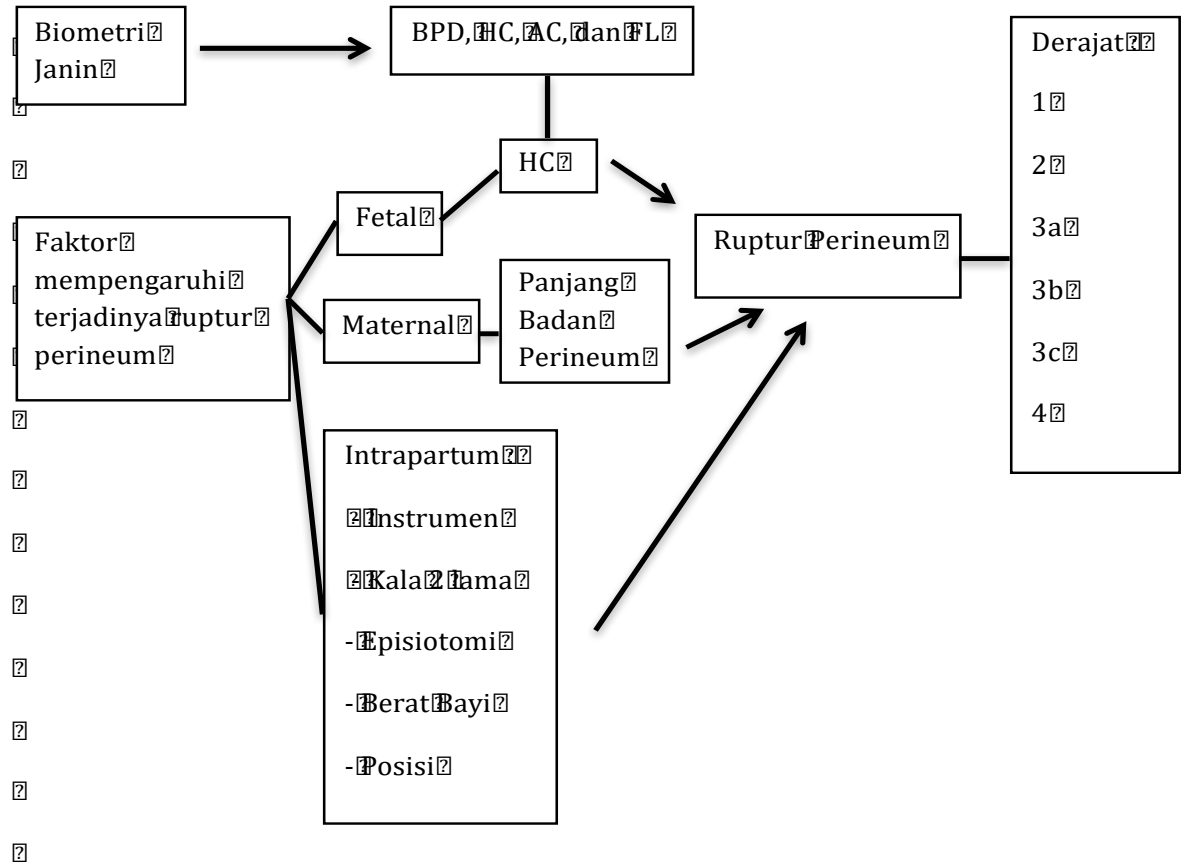 Biometri
Janin
BPD, HC, AC, dan FL
HC
Fetal
Faktor
mempengaruhi
terjadinya ruptur
perineum
Maternal
Panjang
Badan
Perineum
Intrapartum
- Instrumen
- Kala 2 lama
- Episiotomi
- Berat Bayi
- Posisi
Ruptur Perineum
Derajat
1
2
3a
3b
3c
4